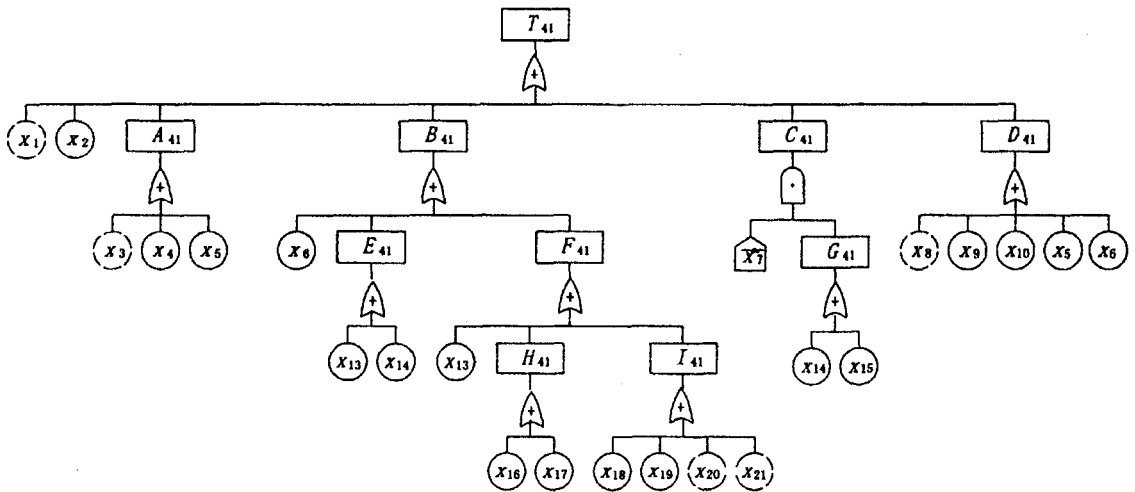 T41
+
X1 X2 A41 B41 C41 D41
+ + · +
X3 X4 X5 X6 E41 F41 X7 G41 X8 X9 X10 X5 X6
+ + +
X13 X14 X13 H41 I41 X14 X15
+ +
X16 X17 X18 X19 X20 X21